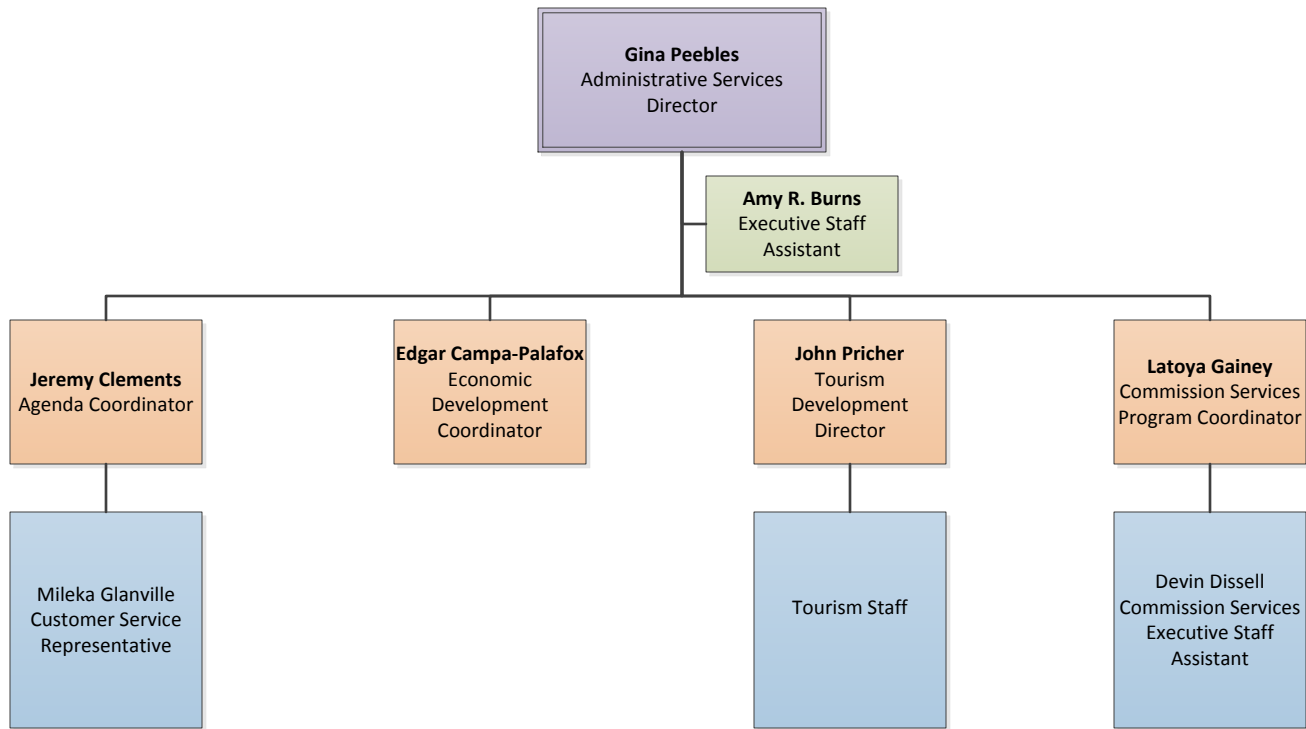 Gina Peebles
Administrative Services
Director
Amy R. Burns
Executive Staff
Assistant
Jeremy Clements
Agenda Coordinator
Edgar Campa-Palafox
Economic
Development
Coordinator
John Pricher
Tourism
Development
Director
Latoya Gainey
Commission Services
Program Coordinator
Mileka Glanville
Customer Service
Representative
Tourism Staff
Devin Dissell
Commission Services
Executive Staff
Assistant